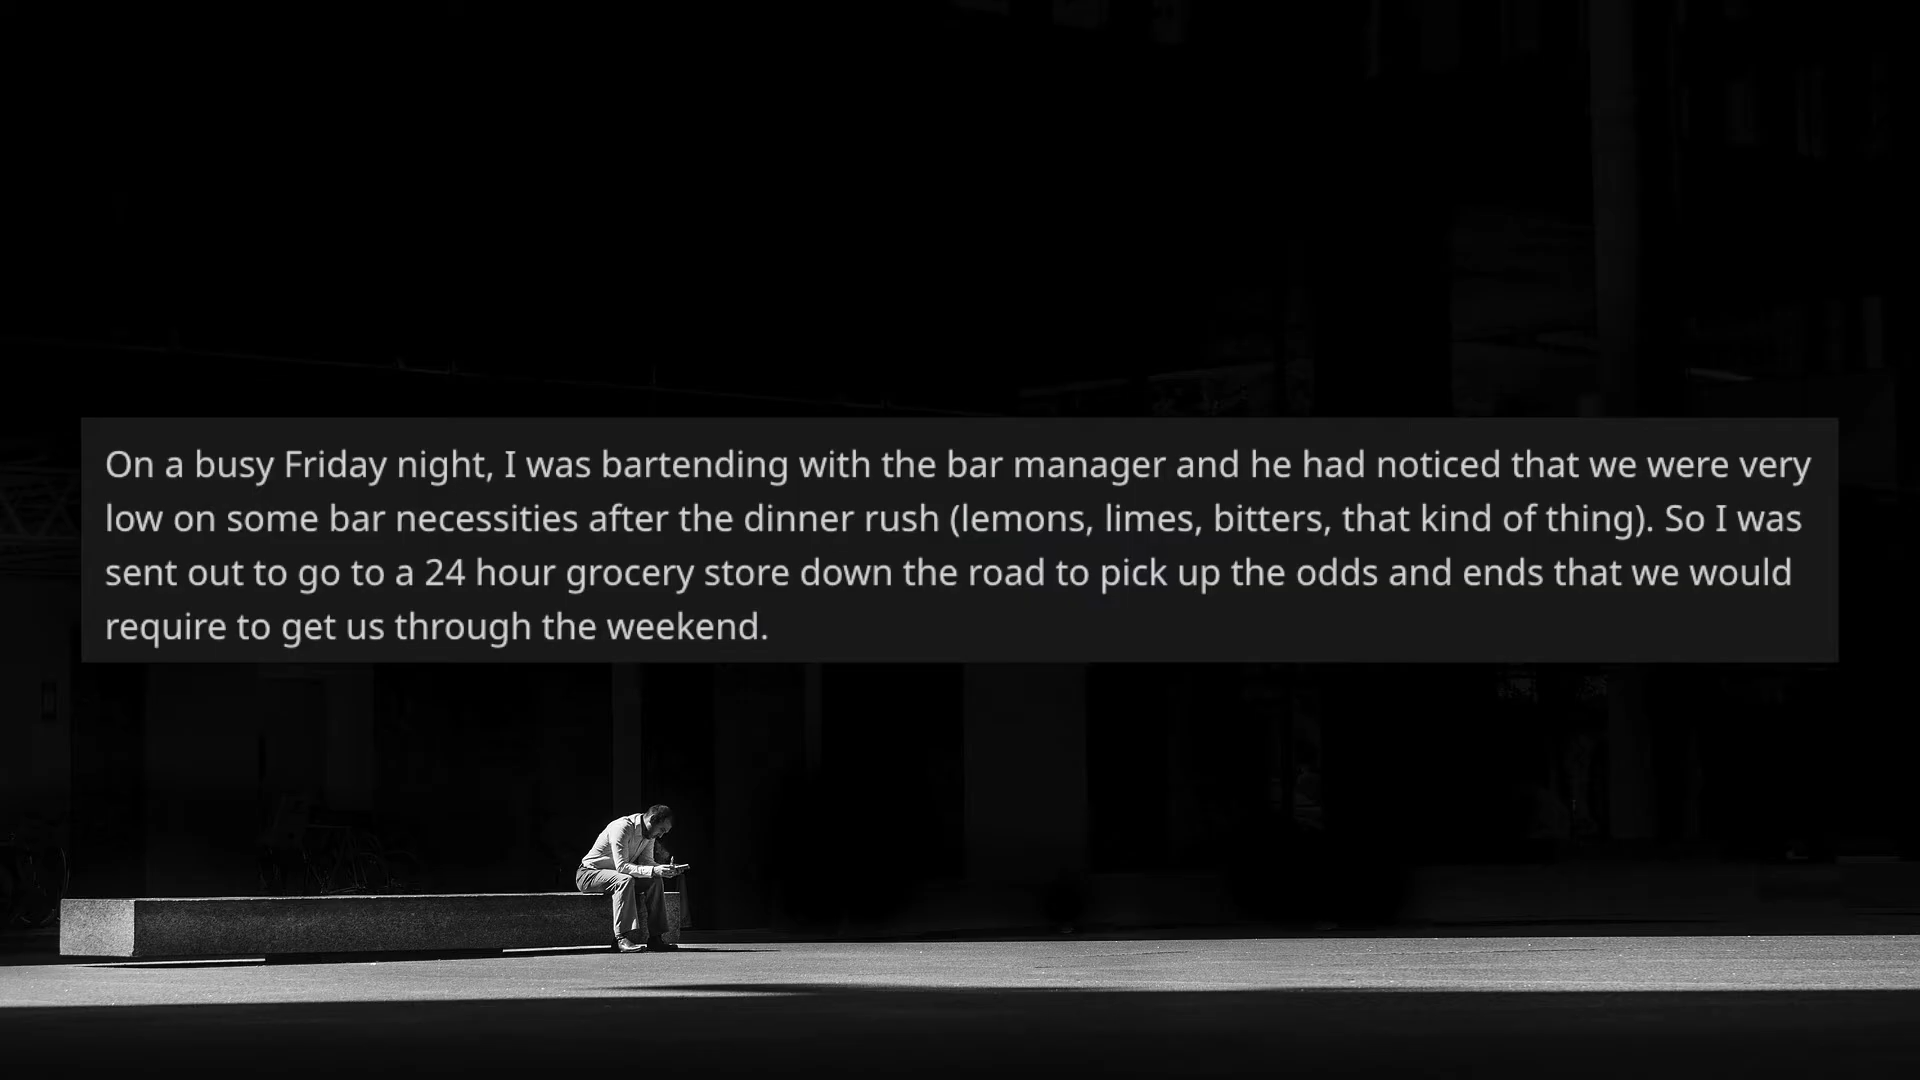 On a busy Friday night, I was bartending with the bar manager and he had noticed that we were very
low on some bar necessities after the dinner rush (lemons, limes, bitters, that kind of thing). So I was
sent out to go to a 24 hour grocery store down the road to pick up the odds and ends that we would
require to get us through the weekend.